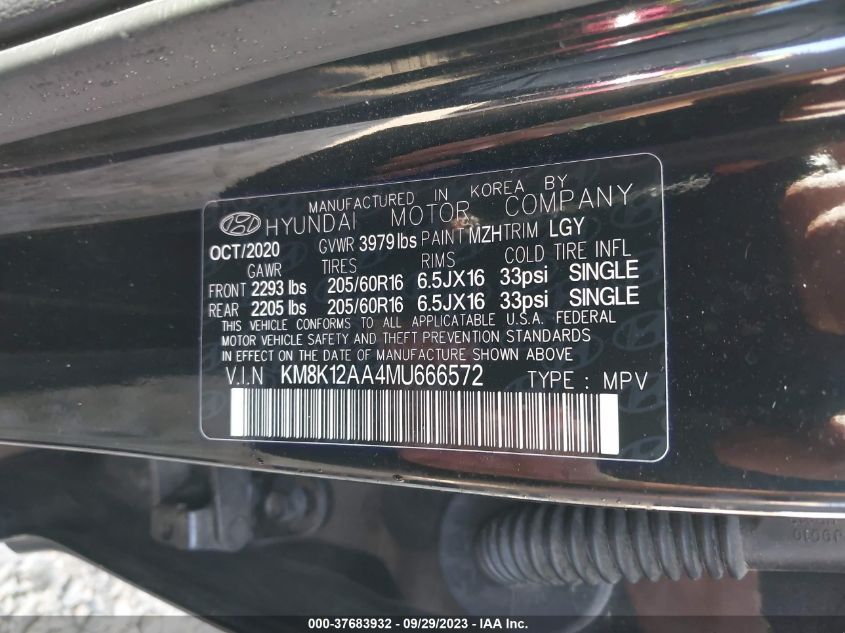 MANUFACTURED IN KOREA BY
HYUNDAI MOTOR COMPANY
OCT/2020 GVWR 3979 lbs PAINT MZH TRIM LGY
GAWR TIRES RIMS COLD TIRE INFL
FRONT 2293 lbs 205/60R16 6.5JX16 33psi SINGLE
REAR 2205 lbs 205/60R16 6.5JX16 33psi SINGLE
THIS VEHICLE CONFORMS TO ALL APPLICATABLE U.S.A. FEDERAL
MOTOR VEHICLE SAFETY AND THEFT PREVENTION STANDARDS
IN EFFECT ON THE DATE OF MANUFACTURE SHOWN ABOVE
V.I.N KM8K12AA4MU666572 TYPE : MPV
000-37683932 - 09/29/2023 - IAA Inc.